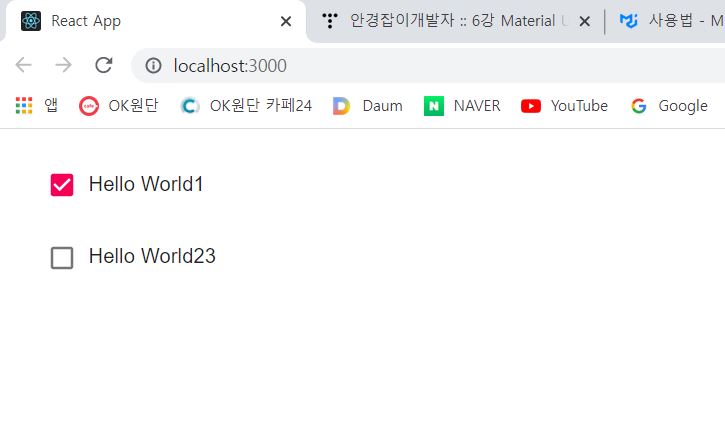 React App 안경잡이개발자 :: 6강 Material U 사용법 - M
localhost:3000
앱 OK원단 OK원단 카페24 Daum NAVER YouTube Google
Hello World1
Hello World23